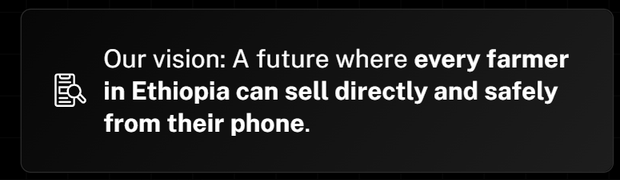 Our vision: A future where every farmer
in Ethiopia can sell directly and safely
from their phone.